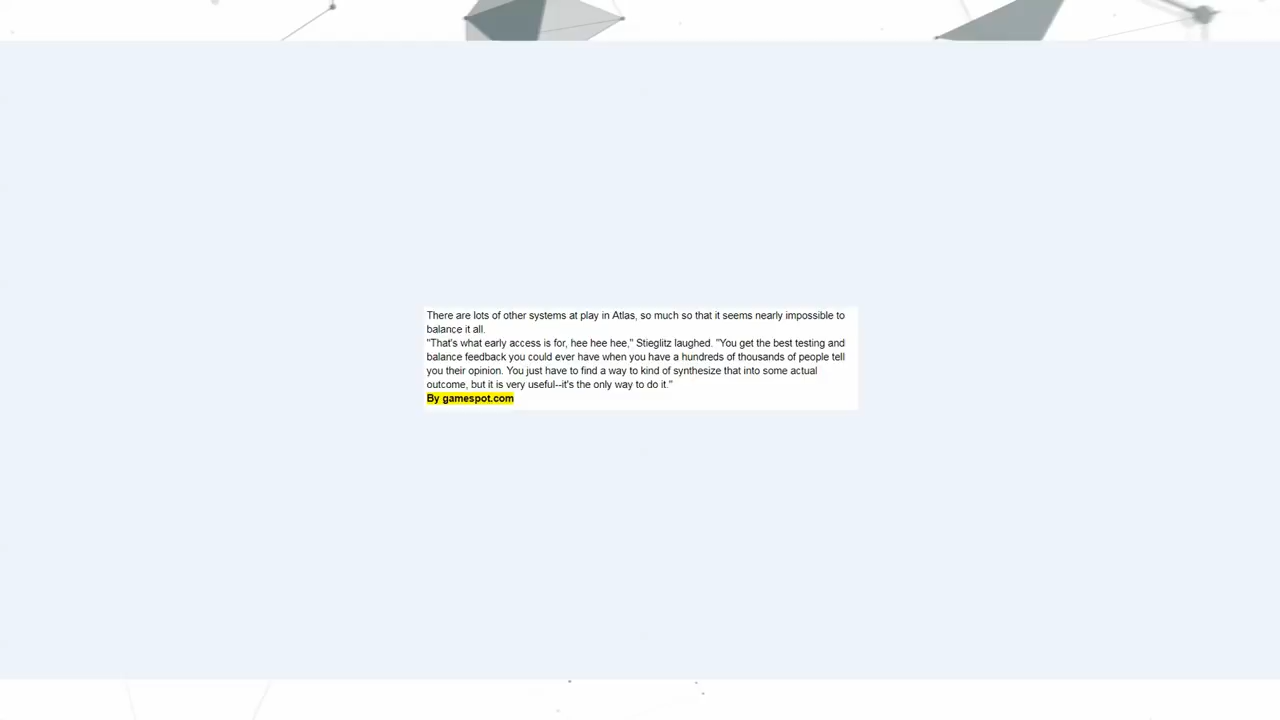 There are lots of other systems at play in Atlas, so much so that it seems nearly impossible to
balance it all.
"That's what early access is for, hee hee hee," Stieglitz laughed. "You get the best testing and
balance feedback you could ever have when you have a hundreds of thousands of people tell
you their opinion. You just have to find a way to kind of synthesize that into some actual
outcome, but it is very useful--it's the only way to do it."
By gamespot.com